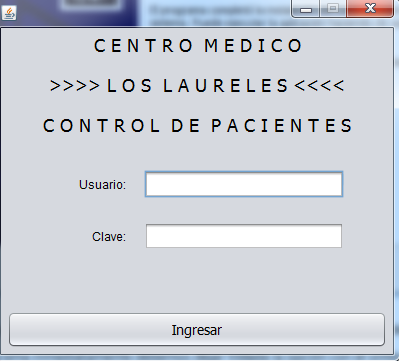 C E N T R O M E D I C O
>>>> L O S L A U R E L E S <<<<
C O N T R O L D E P A C I E N T E S
Usuario:
Clave:
Ingresar